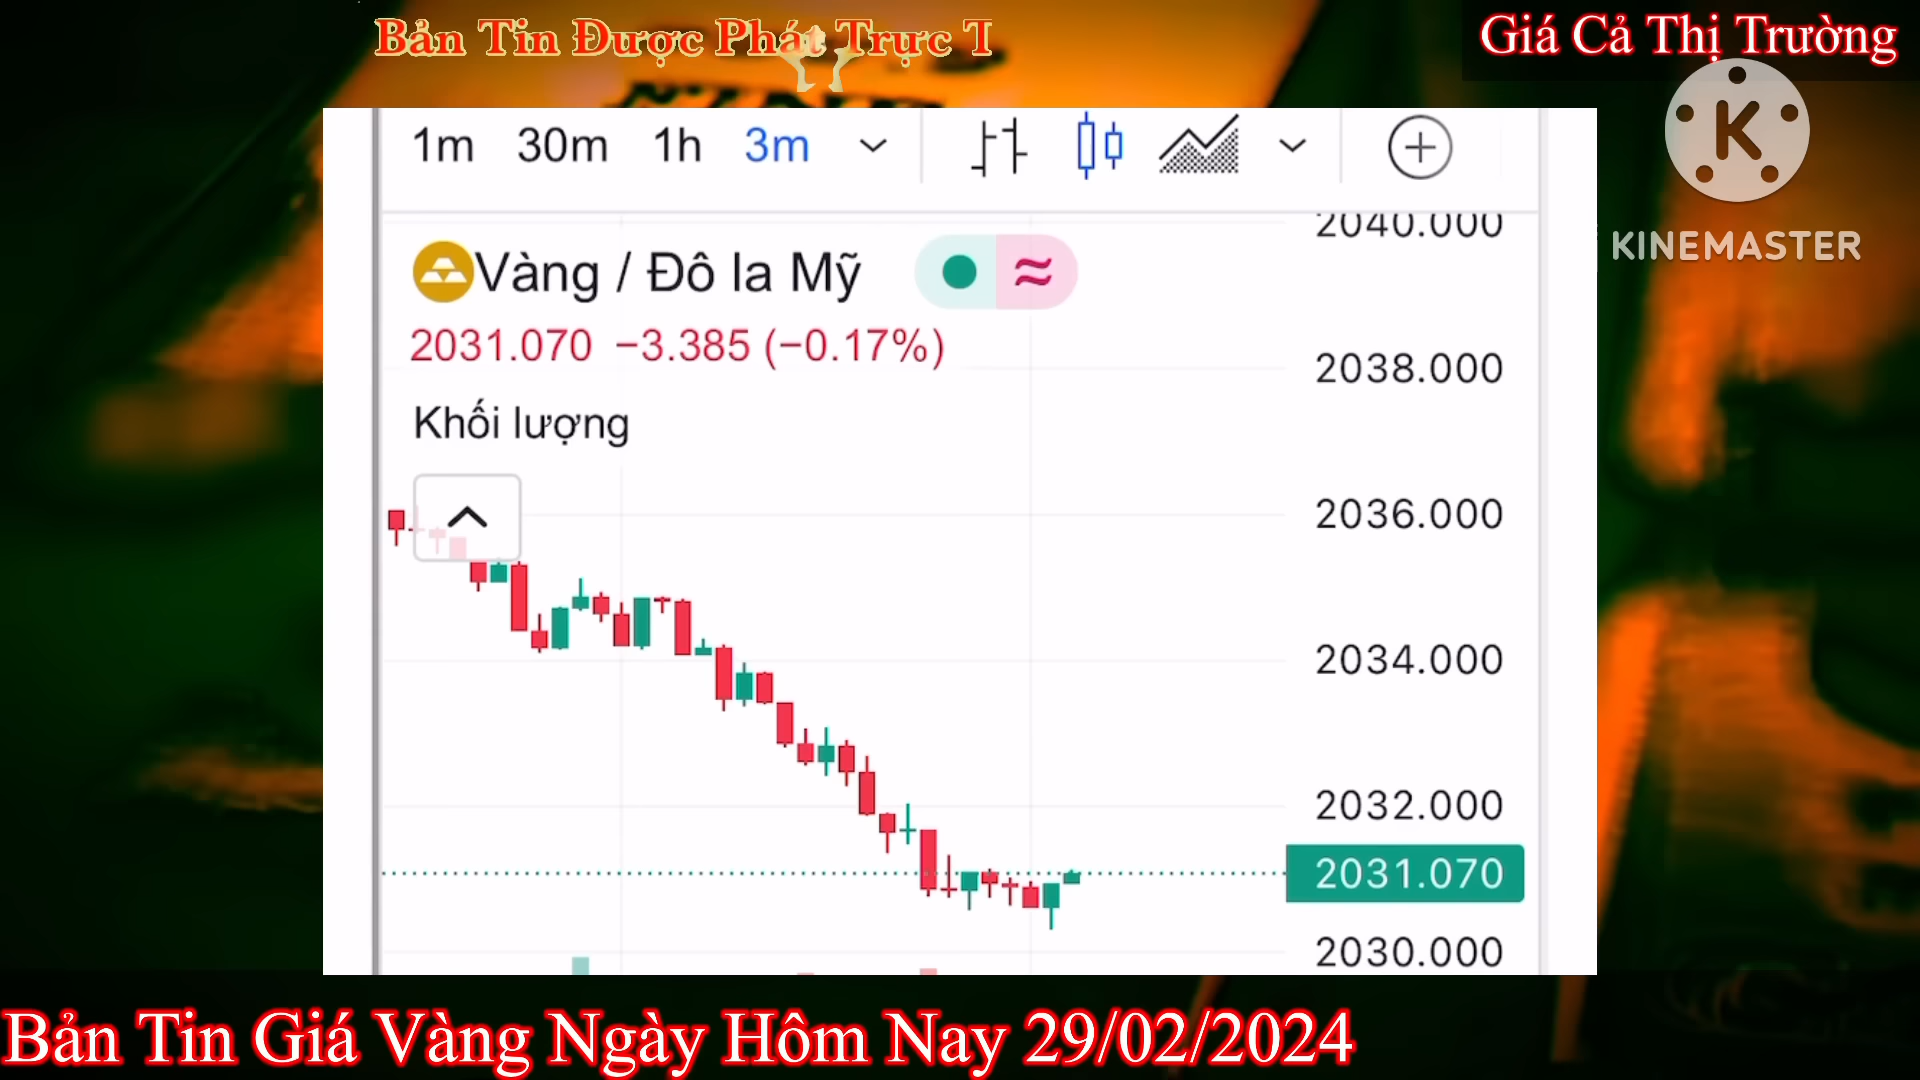 Bản Tin Được Phát Trực T
Giá Cả Thị Trường
KINEMASTER
1m 30m 1h 3m
2040.000
Vàng / Đô la Mỹ
2031.070 −3.385 (−0.17%)
2038.000
Khối lượng
2036.000
2034.000
2032.000
2031.070
2030.000
Bản Tin Giá Vàng Ngày Hôm Nay 29/02/2024